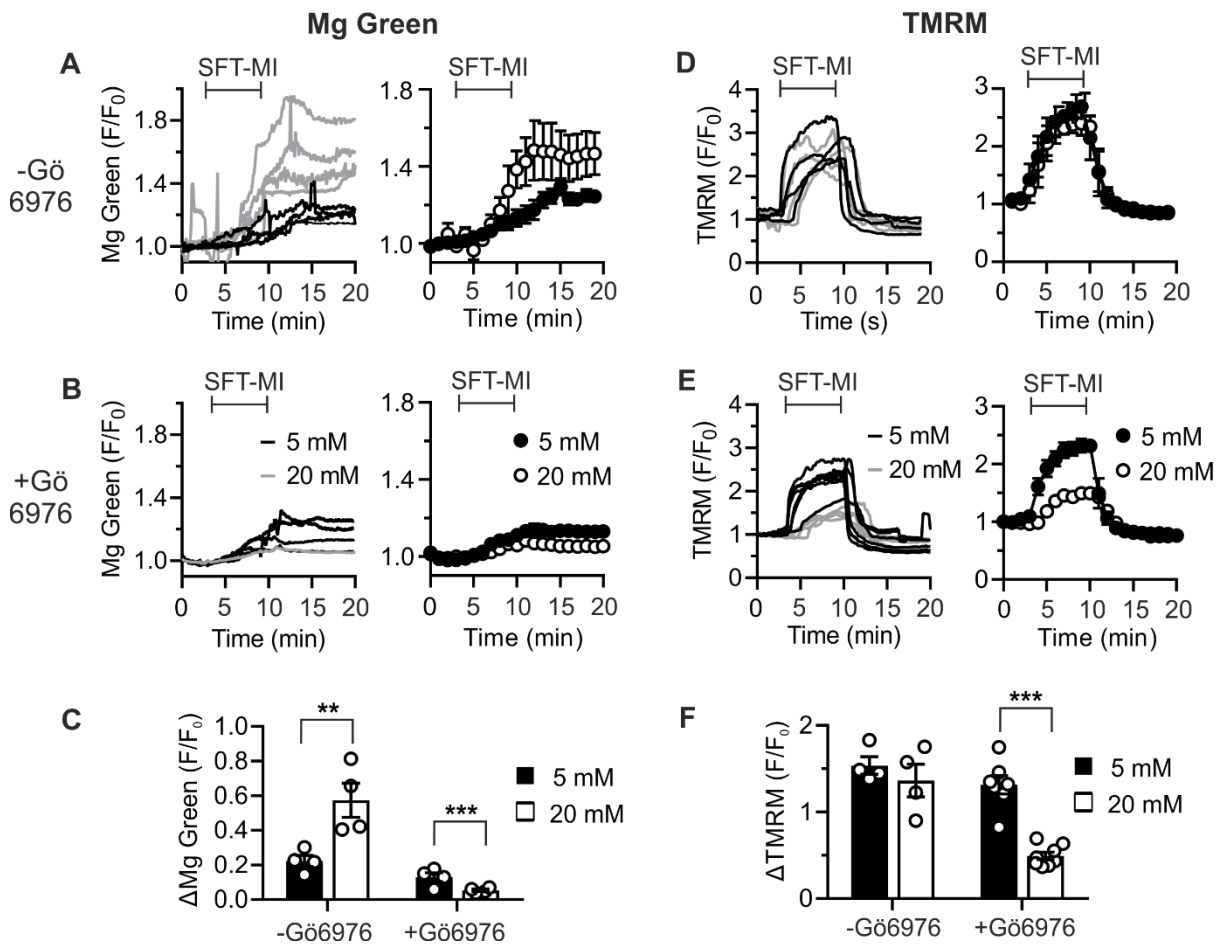 Mg Green
TMRM
-Gö
6976
+Gö
6976
A
SFT-MI
SFT-MI
Mg Green (F/F0)
1.8
1.4
1.0
0 5 10 15 20
Time (min)
1.8
1.4
1.0
0 5 10 15 20
Time (min)
D
SFT-MI
SFT-MI
TMRM (F/F0)
4
3
2
1
0
0 5 10 15 20
Time (s)
3
2
1
0
0 5 10 15 20
Time (min)
B
SFT-MI
SFT-MI
Mg Green (F/F0)
1.8
1.4
1.0
5 mM
20 mM
0 5 10 15 20
Time (min)
1.8
1.4
1.0
5 mM
20 mM
0 5 10 15 20
Time (min)
E
SFT-MI
SFT-MI
TMRM (F/F0)
4
3
2
1
0
5 mM
20 mM
0 5 10 15 20
Time (min)
3
2
1
0
5 mM
20 mM
0 5 10 15 20
Time (min)
C
ΔMg Green (F/F0)
1.0
0.8
0.6
0.4
0.2
0.0
**
***
5 mM
20 mM
-Gö6976
+Gö6976
F
ΔTMRM (F/F0)
2
1
0
***
5 mM
20 mM
-Gö6976
+Gö6976